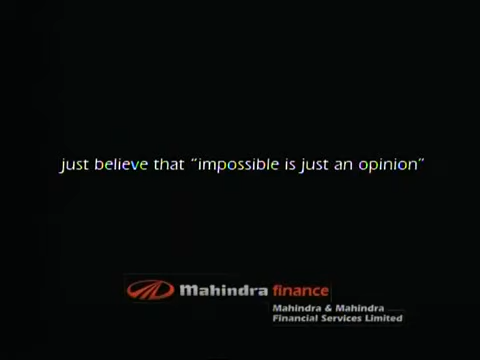 just believe that “impossible is just an opinion”
Mahindra finance
Mahindra & Mahindra
Financial Services Limited